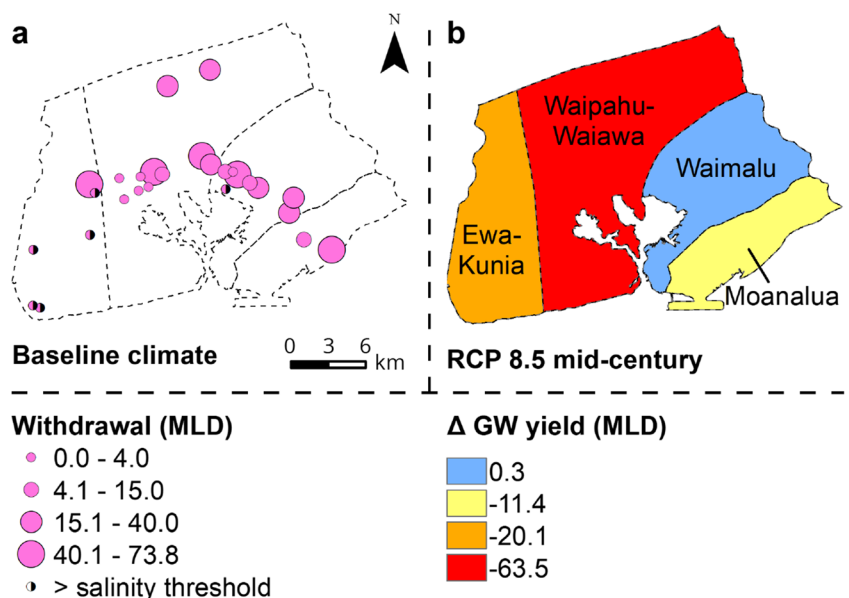 a
N
Baseline climate
0 3 6
km
b
Waipahu-
Waiawa
Waimalu
Ewa-
Kunia
Moanalua
RCP 8.5 mid-century
Withdrawal (MLD)
0.0 - 4.0
4.1 - 15.0
15.1 - 40.0
40.1 - 73.8
> salinity threshold
Δ GW yield (MLD)
0.3
-11.4
-20.1
-63.5